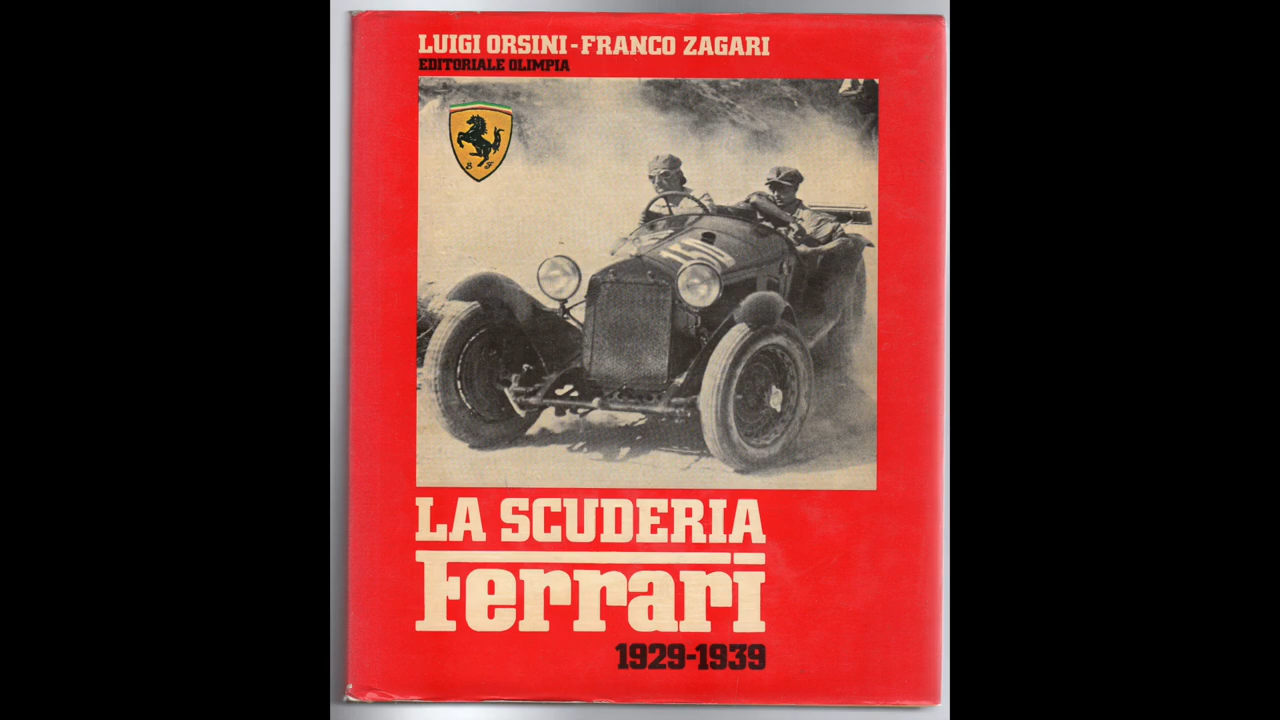 LUIGI ORSINI-FRANCO ZAGARI
EDITORIALE OLIMPIA
S F
LA SCUDERIA
Ferrari
1929-1939